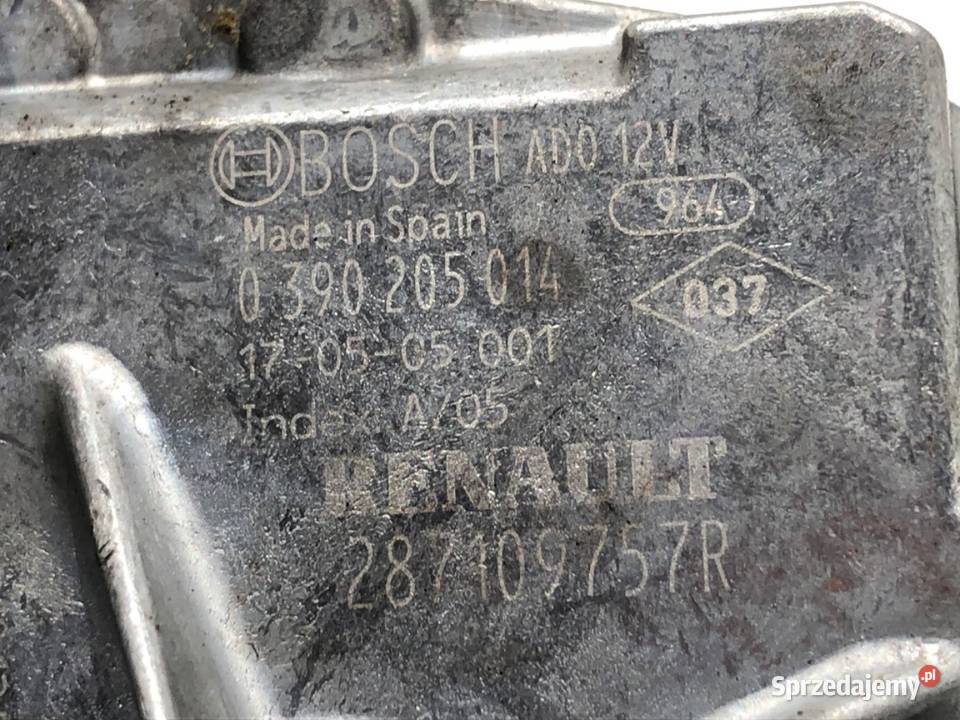 BOSCH ADO 12V
964
Made in Spain
0 390 205 014
037
17-05-05 001
Index A/05
RENAULT
287109757R
Sprzedajemy.pl